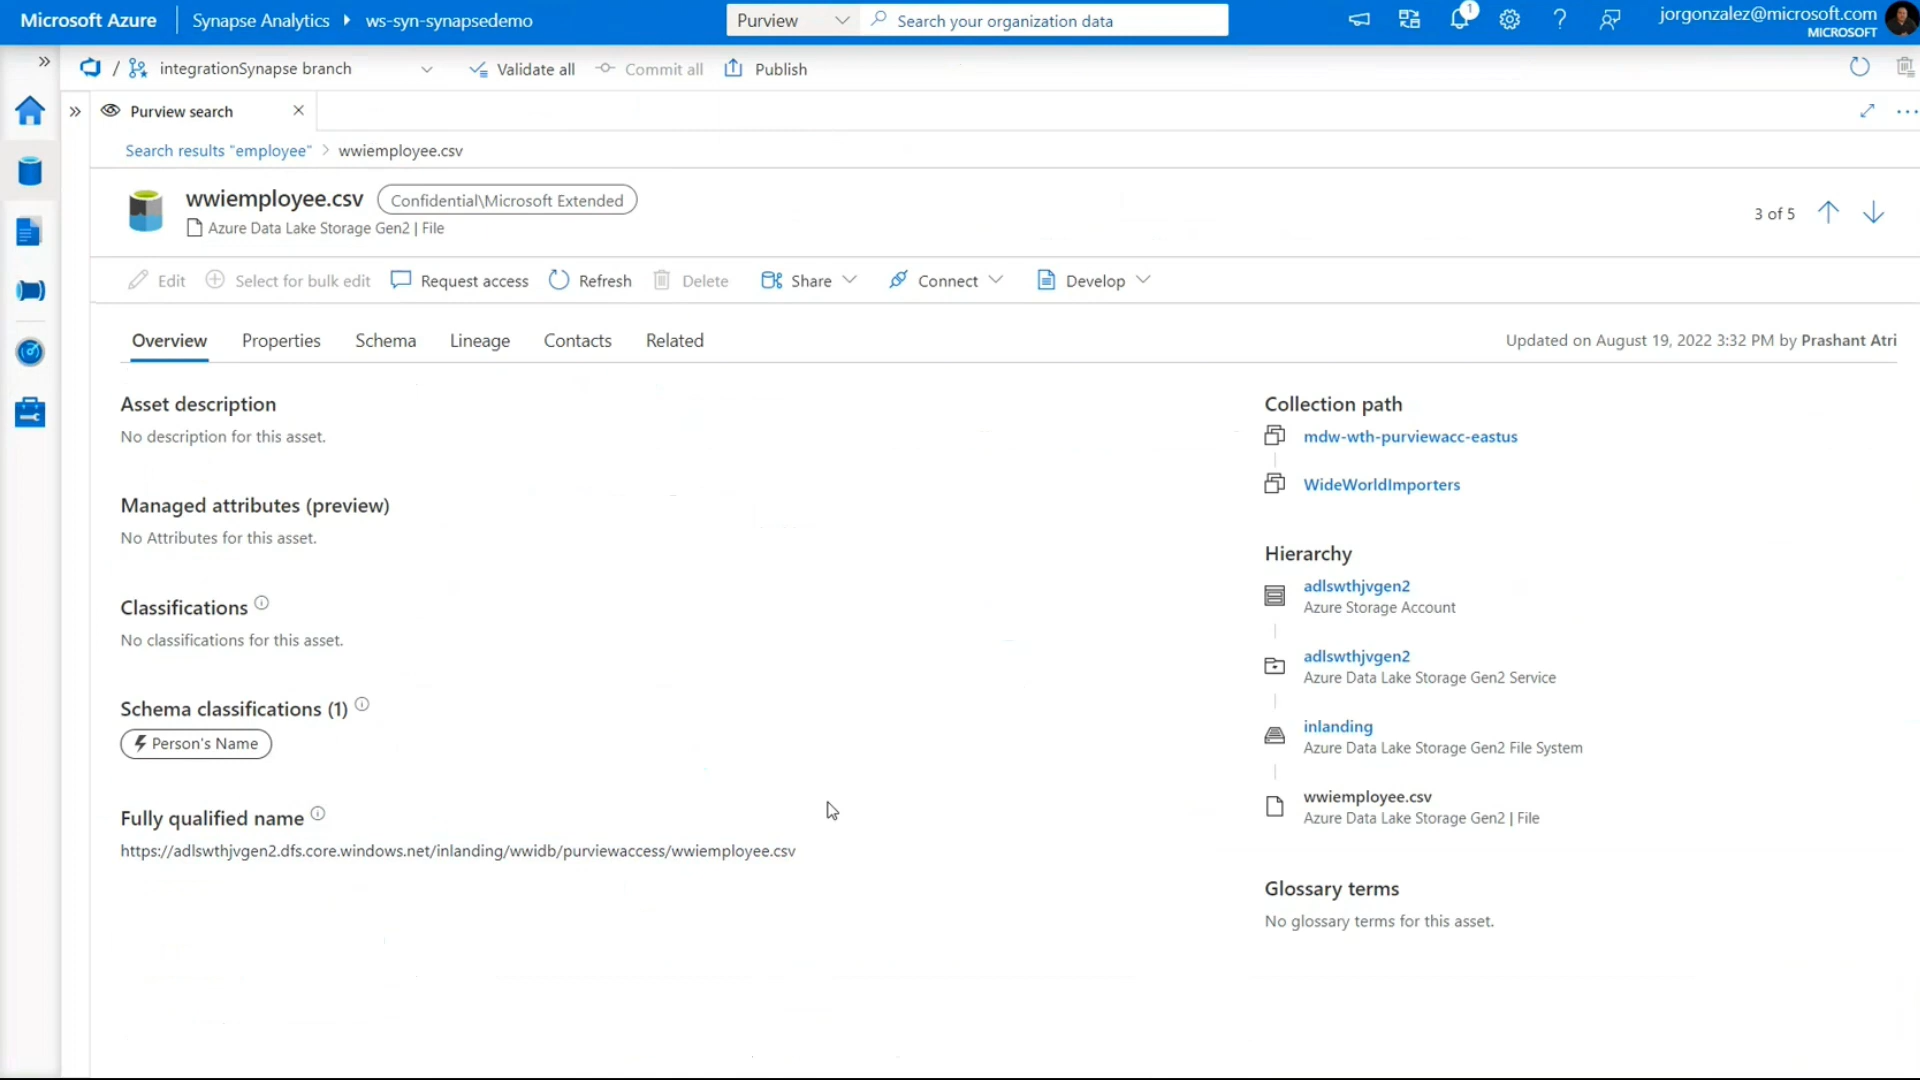 Microsoft Azure
Synapse Analytics
ws-syn-synapsedemo
Purview
Search your organization data
1
jorgonzalez@microsoft.com
MICROSOFT
/ integrationSynapse branch
Validate all
Commit all
Publish
Purview search
Search results "employee" > wwiemployee.csv
wwiemployee.csv
Confidential\Microsoft Extended
Azure Data Lake Storage Gen2 | File
3 of 5
Edit
Select for bulk edit
Request access
Refresh
Delete
Share
Connect
Develop
Overview
Properties
Schema
Lineage
Contacts
Related
Updated on August 19, 2022 3:32 PM by Prashant Atri
Asset description
No description for this asset.
Managed attributes (preview)
No Attributes for this asset.
Classifications
No classifications for this asset.
Schema classifications (1)
Person's Name
Fully qualified name
https://adlswthjvgen2.dfs.core.windows.net/inlanding/wwidb/purviewaccess/wwiemployee.csv
Collection path
mdw-wth-purviewacc-eastus
WideWorldImporters
Hierarchy
adlswthjvgen2
Azure Storage Account
adlswthjvgen2
Azure Data Lake Storage Gen2 Service
inlanding
Azure Data Lake Storage Gen2 File System
wwiemployee.csv
Azure Data Lake Storage Gen2 | File
Glossary terms
No glossary terms for this asset.